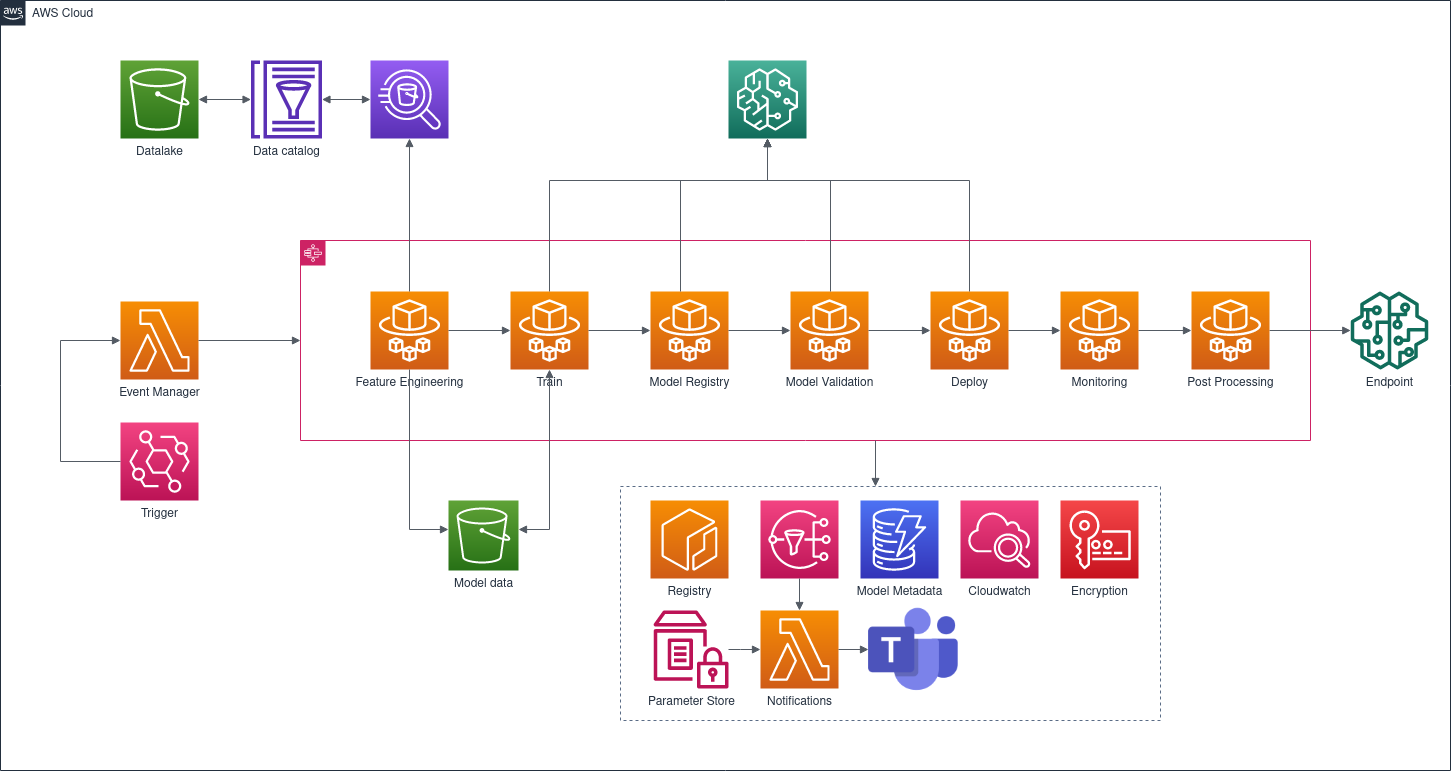 aws
AWS Cloud
Datalake
Data catalog
Event Manager
Trigger
Feature Engineering
Train
Model Registry
Model Validation
Deploy
Monitoring
Post Processing
Endpoint
Model data
Registry
Model Metadata
Cloudwatch
Encryption
T
Parameter Store
Notifications